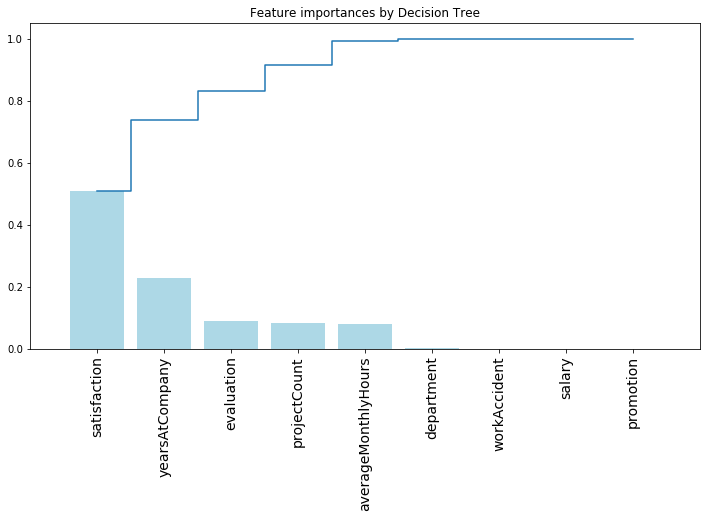 Feature importances by Decision Tree
1.0
0.8
0.6
0.4
0.2
0.0
satisfaction
yearsAtCompany
evaluation
projectCount
averageMonthlyHours
department
workAccident
salary
promotion